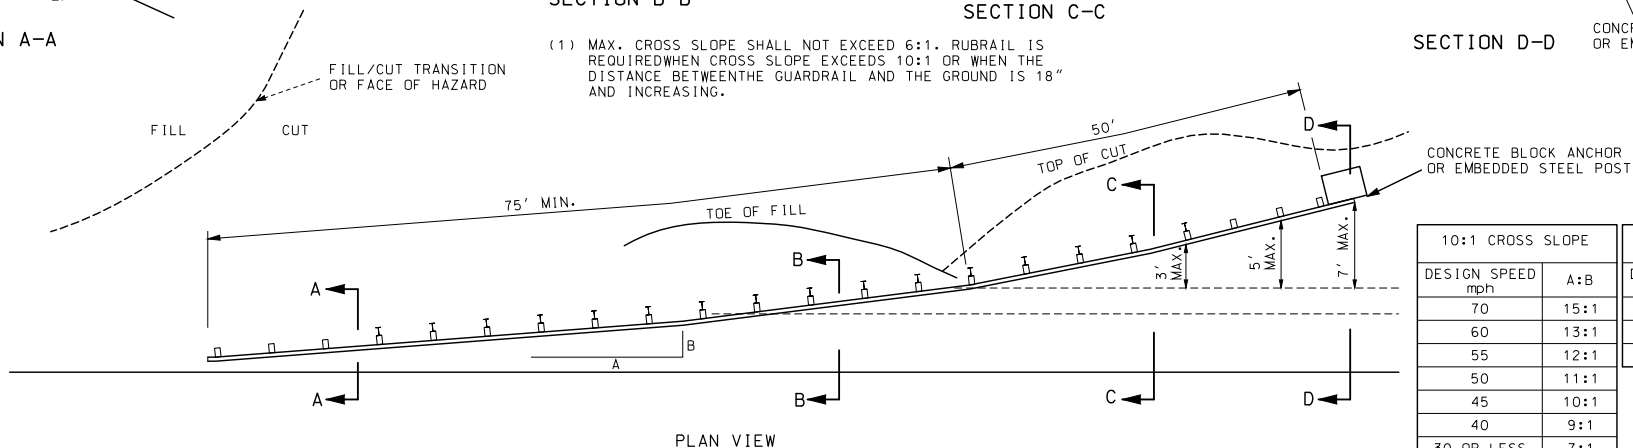 SECTION B-B
SECTION C-C
A-A
SECTION D-D
(1) MAX. CROSS SLOPE SHALL NOT EXCEED 6:1. RUBRAIL IS
REQUIREDWHEN CROSS SLOPE EXCEEDS 10:1 OR WHEN THE
DISTANCE BETWEENTHE GUARDRAIL AND THE GROUND IS 18"
AND INCREASING.
FILL/CUT TRANSITION
OR FACE OF HAZARD
FILL
CUT
50'
D
TOP OF CUT
CONCRETE BLOCK ANCHOR
OR EMBEDDED STEEL POST
C
75' MIN.
TOE OF FILL
B
A
3' MAX.
5' MAX.
7' MAX.
B
A
A
B
C
D
PLAN VIEW
10:1 CROSS SLOPE
DESIGN SPEED
mph
A:B
70 15:1
60 13:1
55 12:1
50 11:1
45 10:1
40 9:1
30 OR LESS 7:1